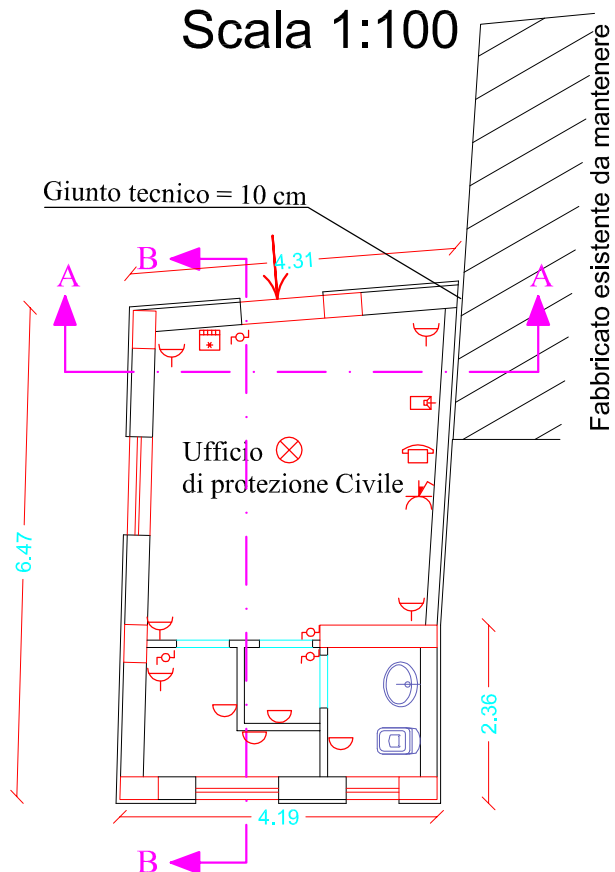 Scala 1:100
Fabbricato esistente da mantenere
Giunto tecnico = 10 cm
B
4.31
A
A
Ufficio
di protezione Civile
6.47
2.36
4.19
B